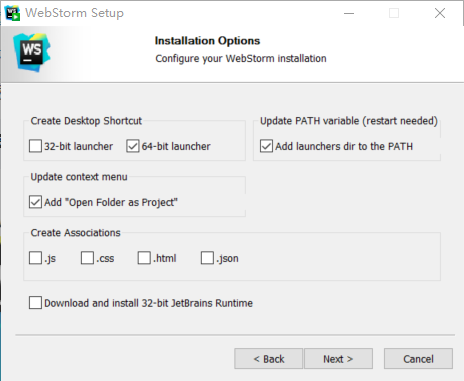 WebStorm Setup
WS
Installation Options
Configure your WebStorm installation
Create Desktop Shortcut
32-bit launcher
64-bit launcher
Update PATH variable (restart needed)
Add launchers dir to the PATH
Update context menu
Add "Open Folder as Project"
Create Associations
.js
.css
.html
.json
Download and install 32-bit JetBrains Runtime
< Back
Next >
Cancel